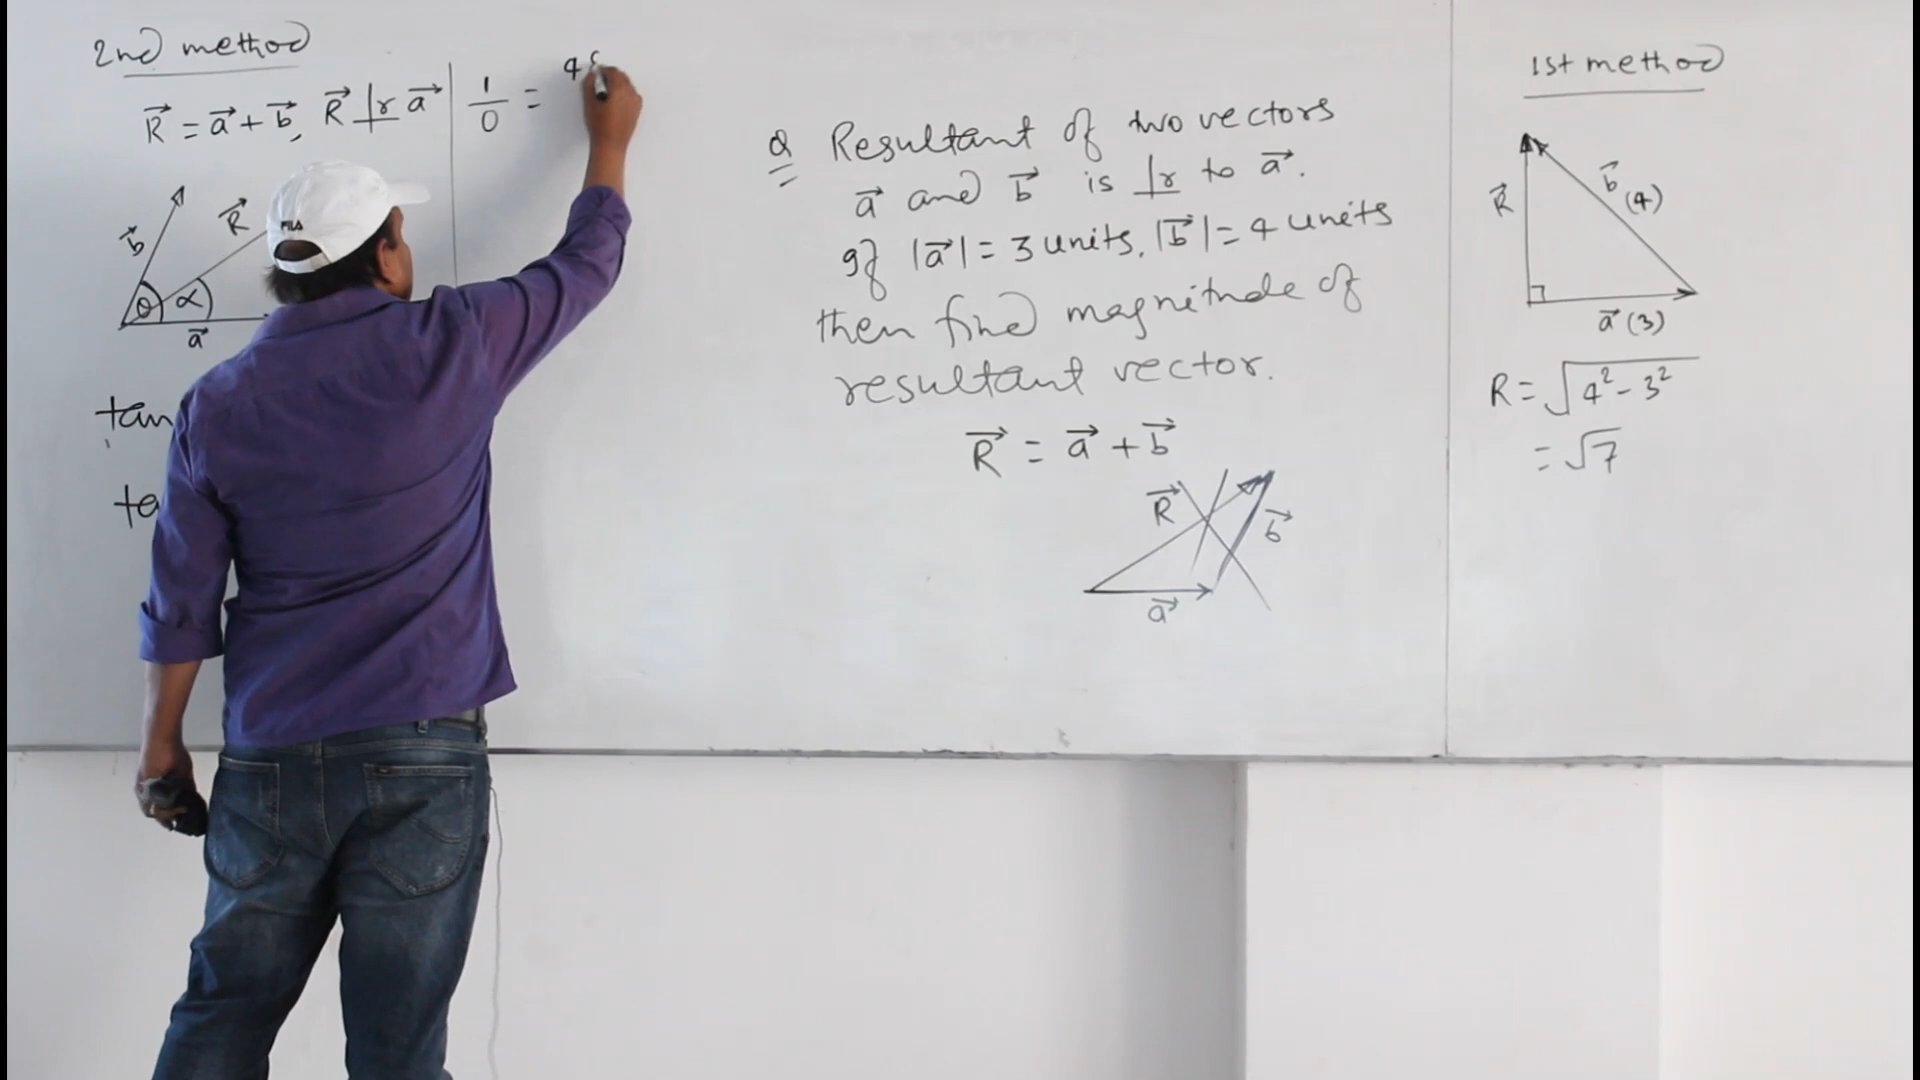 2nd method
R⃗ = a⃗ + b⃗, R⃗ ⊥r a⃗
1/0 =
b⃗
R⃗
θ
α
a⃗
tan
FILA
Q Resultant of two vectors
a⃗ and b⃗ is ⊥r to a⃗.
If |a⃗| = 3 units, |b⃗| = 4 units
then find magnitude of
resultant vector.
R⃗ = a⃗ + b⃗
R⃗
b⃗
a⃗
1st method
R⃗
b⃗
(4)
a⃗ (3)
R = √(4² - 3²)
= √7